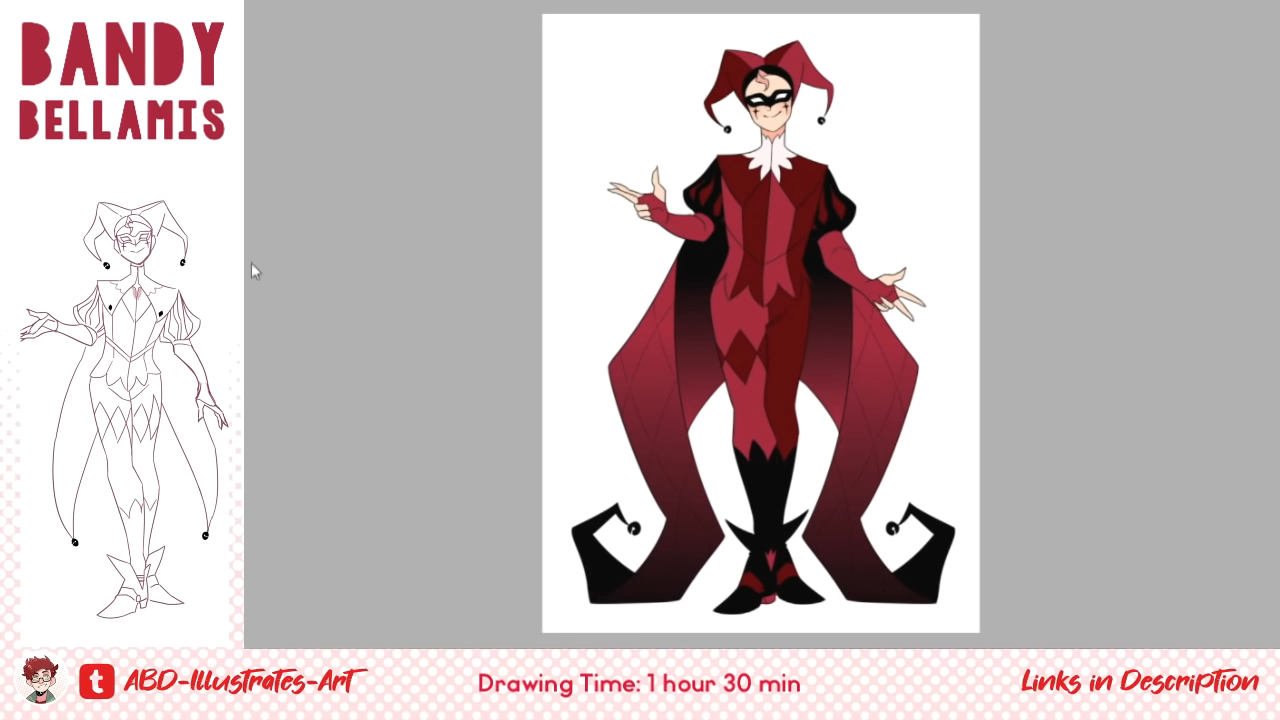 BANDY
BELLAMIS
t ABD-Illustrates-Art
Drawing Time: 1 hour 30 min
Links in Description